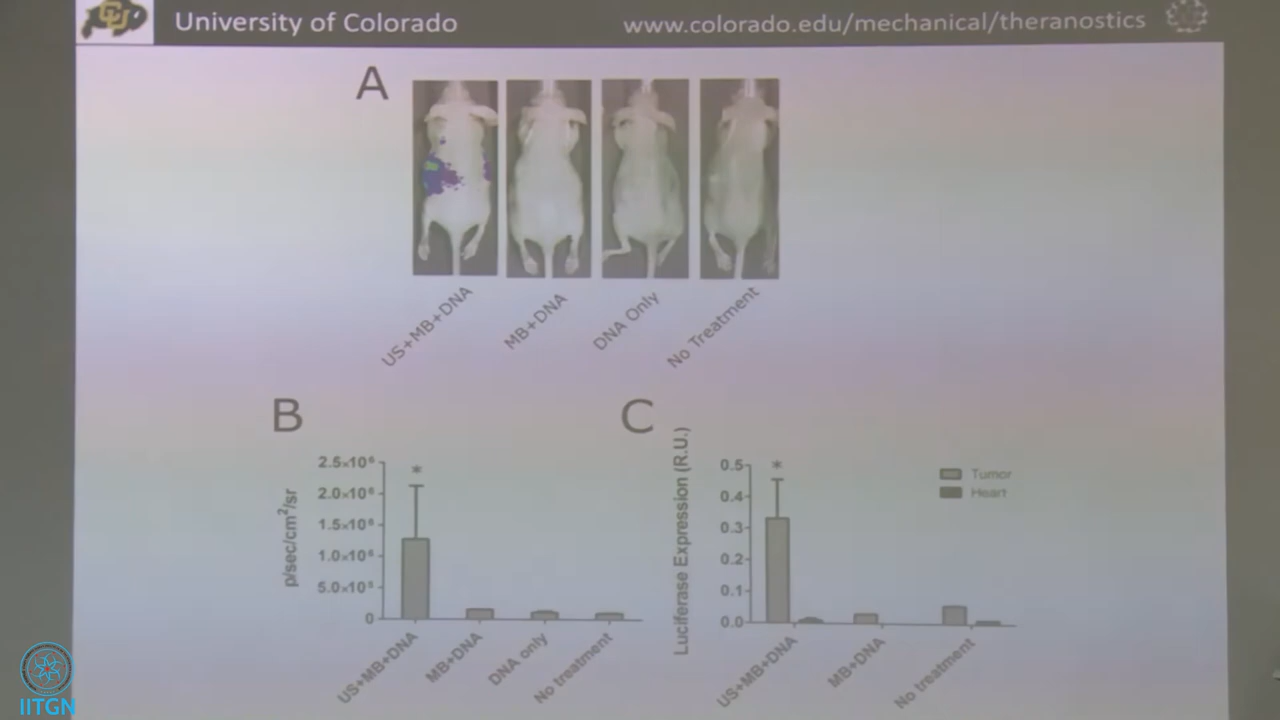 CU
University of Colorado
www.colorado.edu/mechanical/theranostics
A
US+MB+DNA
MB+DNA
DNA Only
No Treatment
B
p/sec/cm²/sr
2.5×10⁶
2.0×10⁶
1.5×10⁶
1.0×10⁶
5.0×10⁵
0
*
US+MB+DNA
MB+DNA
DNA only
No treatment
C
Luciferase Expression (R.U.)
0.5
0.4
0.3
0.2
0.1
0.0
*
Tumor
Heart
US+MB+DNA
MB+DNA
No treatment
IITGN